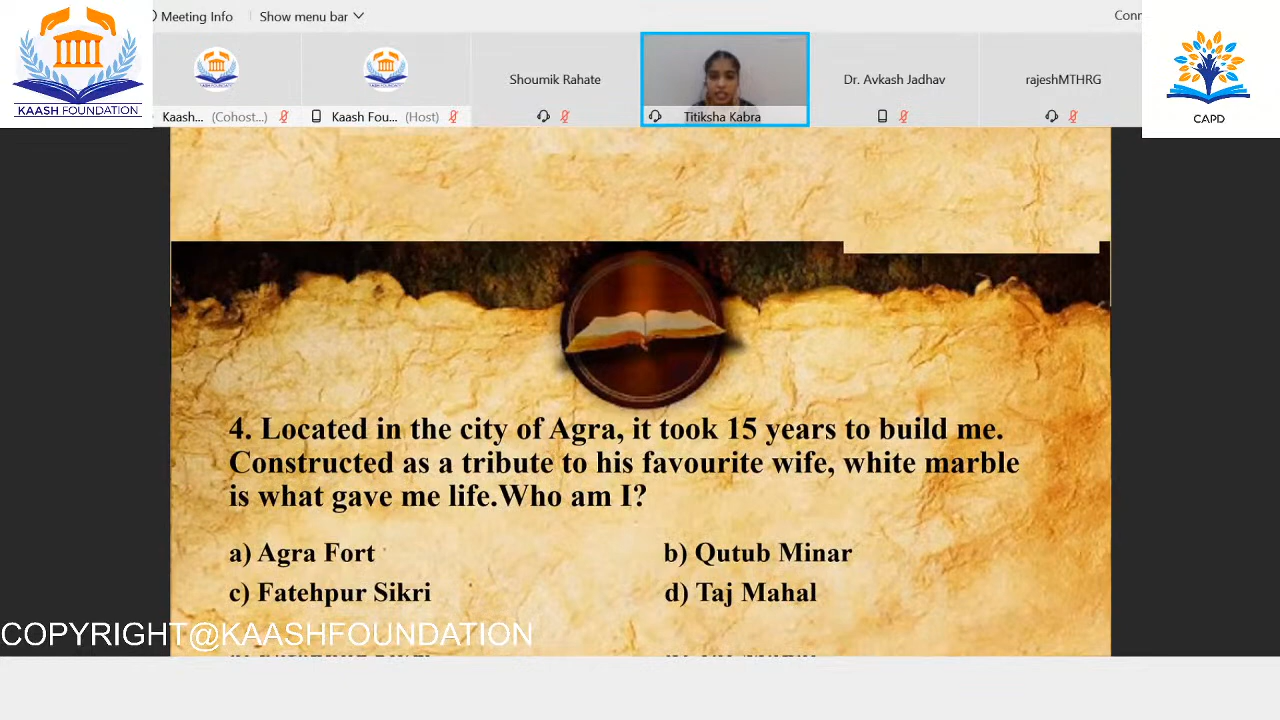 Meeting Info
Show menu bar
Conn
KAASH FOUNDATION
CAPD
Kaash... (Cohost...)
Kaash Fou... (Host)
Shoumik Rahate
Titiksha Kabra
Dr. Avkash Jadhav
rajeshMTHRG
4. Located in the city of Agra, it took 15 years to build me.
Constructed as a tribute to his favourite wife, white marble
is what gave me life.Who am I?
a) Agra Fort
b) Qutub Minar
c) Fatehpur Sikri
d) Taj Mahal
COPYRIGHT@KAASHFOUNDATION